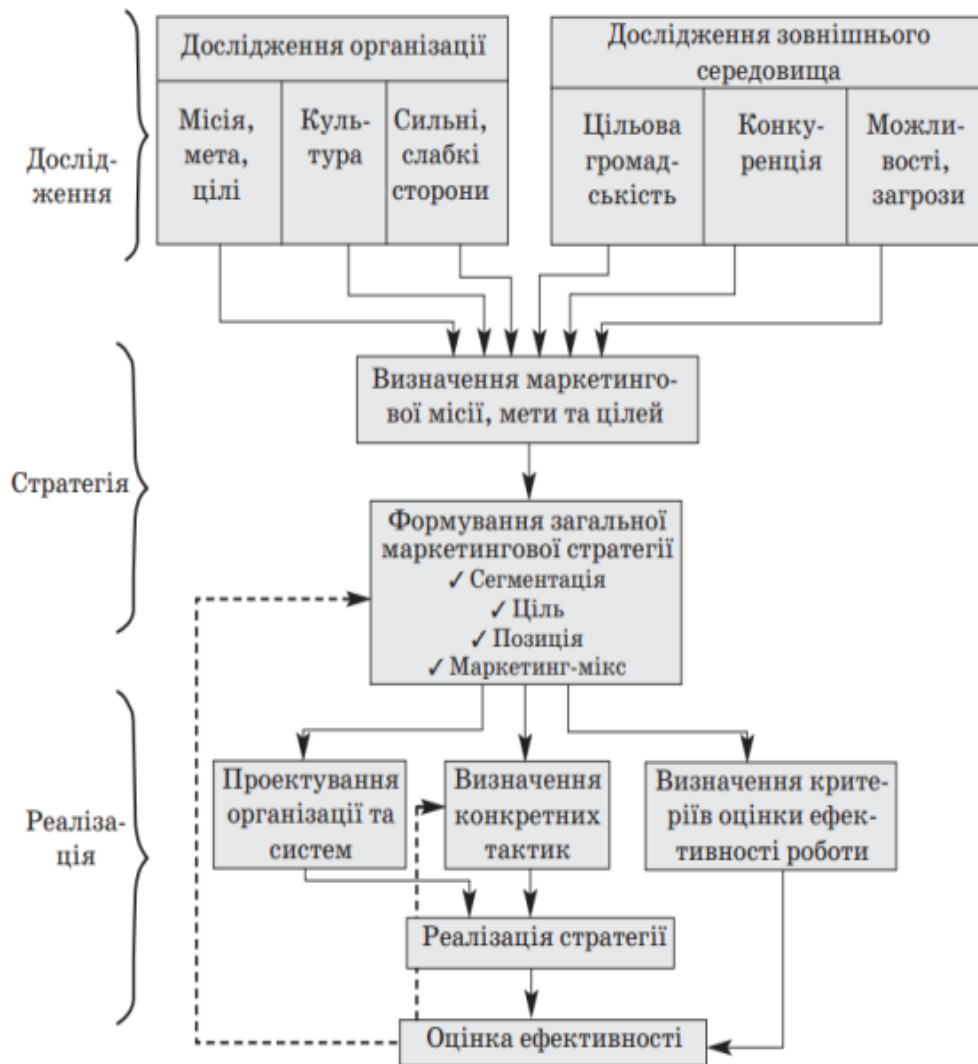 Дослідження організації
Місія,
мета,
цілі
Куль-
тура
Сильні,
слабкі
сторони
Дослідження зовнішнього
середовища
Цільова
громад-
ськість
Конку-
ренція
Можли-
вості,
загрози
Дослід-
ження
Визначення маркетинго-
вої місії, мети та цілей
Стратегія
Формування загальної
маркетингової стратегії
✓ Сегментація
✓ Ціль
✓ Позиція
✓ Маркетинг-мікс
Реаліза-
ція
Проектування
організації та
систем
Визначення
конкретних
тактик
Визначення крите-
ріїв оцінки ефек-
тивності роботи
Реалізація стратегії
Оцінка ефективності